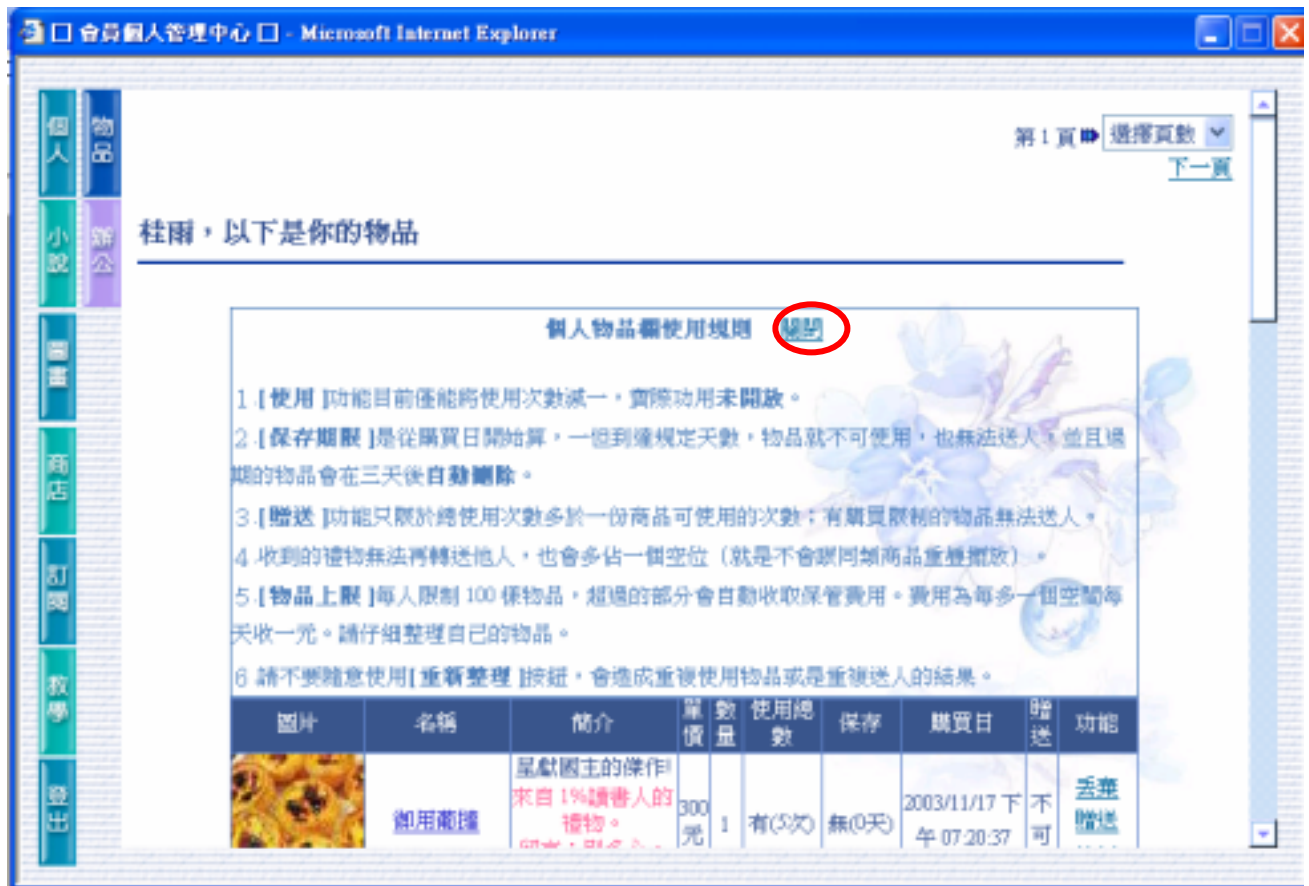 會員個人管理中心 - Microsoft Internet Explorer
個人
物品
小說
辦公
圖畫
商店
訂閱
教學
登出
第 1 頁 選擇頁數
下一頁
桂雨,以下是你的物品
個人物品欄使用規則 關閉
1.[使用]功能目前僅能將使用次數減一,實際功用未開放。
2.[保存期限]是從購買日開始算,一但到達規定天數,物品就不可使用,也無法送人。並且過
期的物品會在三天後自動刪除。
3.[贈送]功能只限於總使用次數多於一份商品可使用的次數;有購買限制的物品無法送人。
4.收到的禮物無法再轉送他人,也會多佔一個空位(就是不會跟同類商品重疊擺放)。
5.[物品上限]每人限制 100 樣物品,超過的部分會自動收取保管費用。費用為每多一個空間每
天收一元。請仔細整理自己的物品。
6.請不要隨意使用[重新整理]按鈕,會造成重複使用物品或是重複送人的結果。
圖片 名稱 簡介 單價 數量 使用總數 保存 購買日 贈送 功能
呈獻國主的傑作!
來自 1%讀書人的
禮物。
御用葡撻
300元 1 有(5次) 無(0天) 2003/11/17 下午 07:20:37 不可
丟棄
贈送